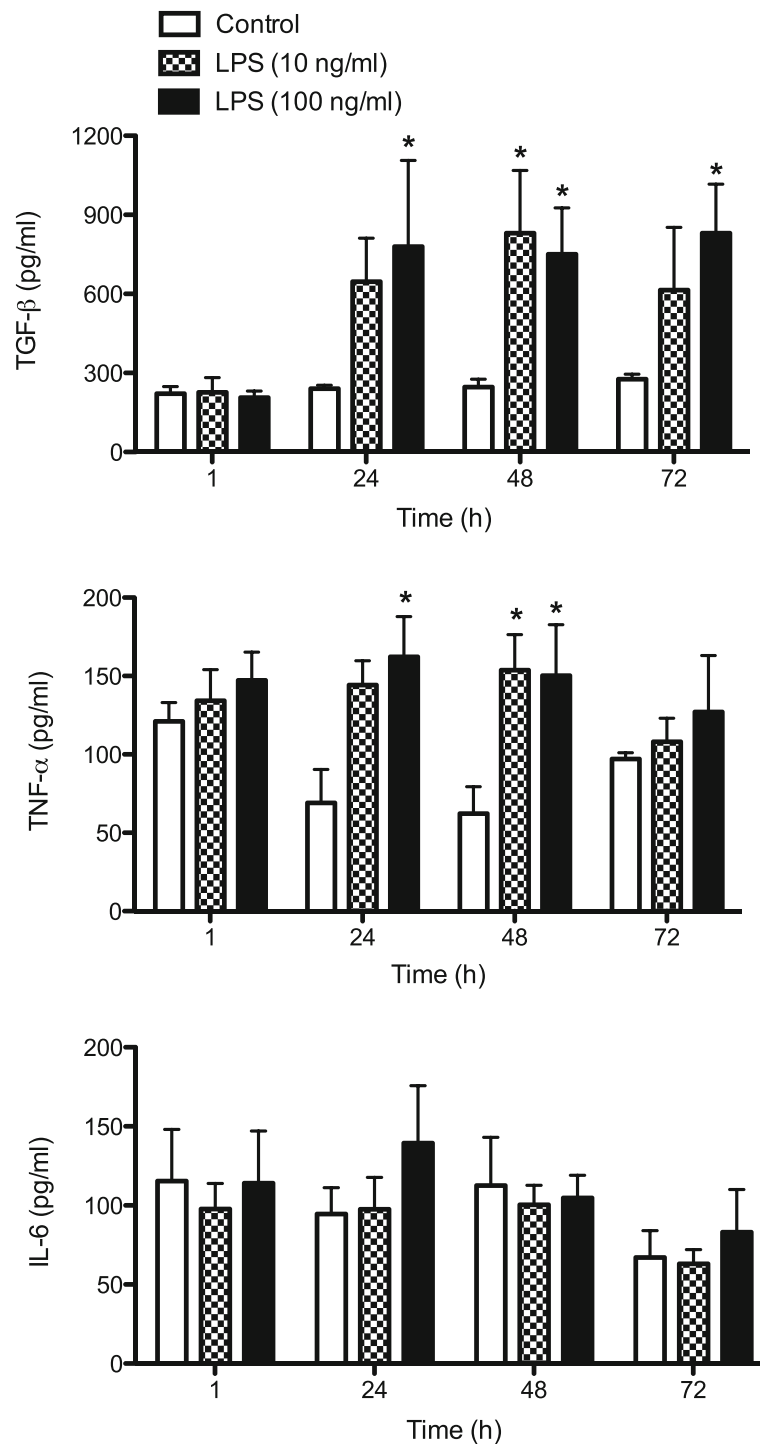 Control
LPS (10 ng/ml)
LPS (100 ng/ml)
TGF-β (pg/ml)
1200
900
600
300
0
* * * *
1 24 48 72
Time (h)
TNF-α (pg/ml)
200
150
100
50
0
* * *
1 24 48 72
Time (h)
IL-6 (pg/ml)
200
150
100
50
0
1 24 48 72
Time (h)